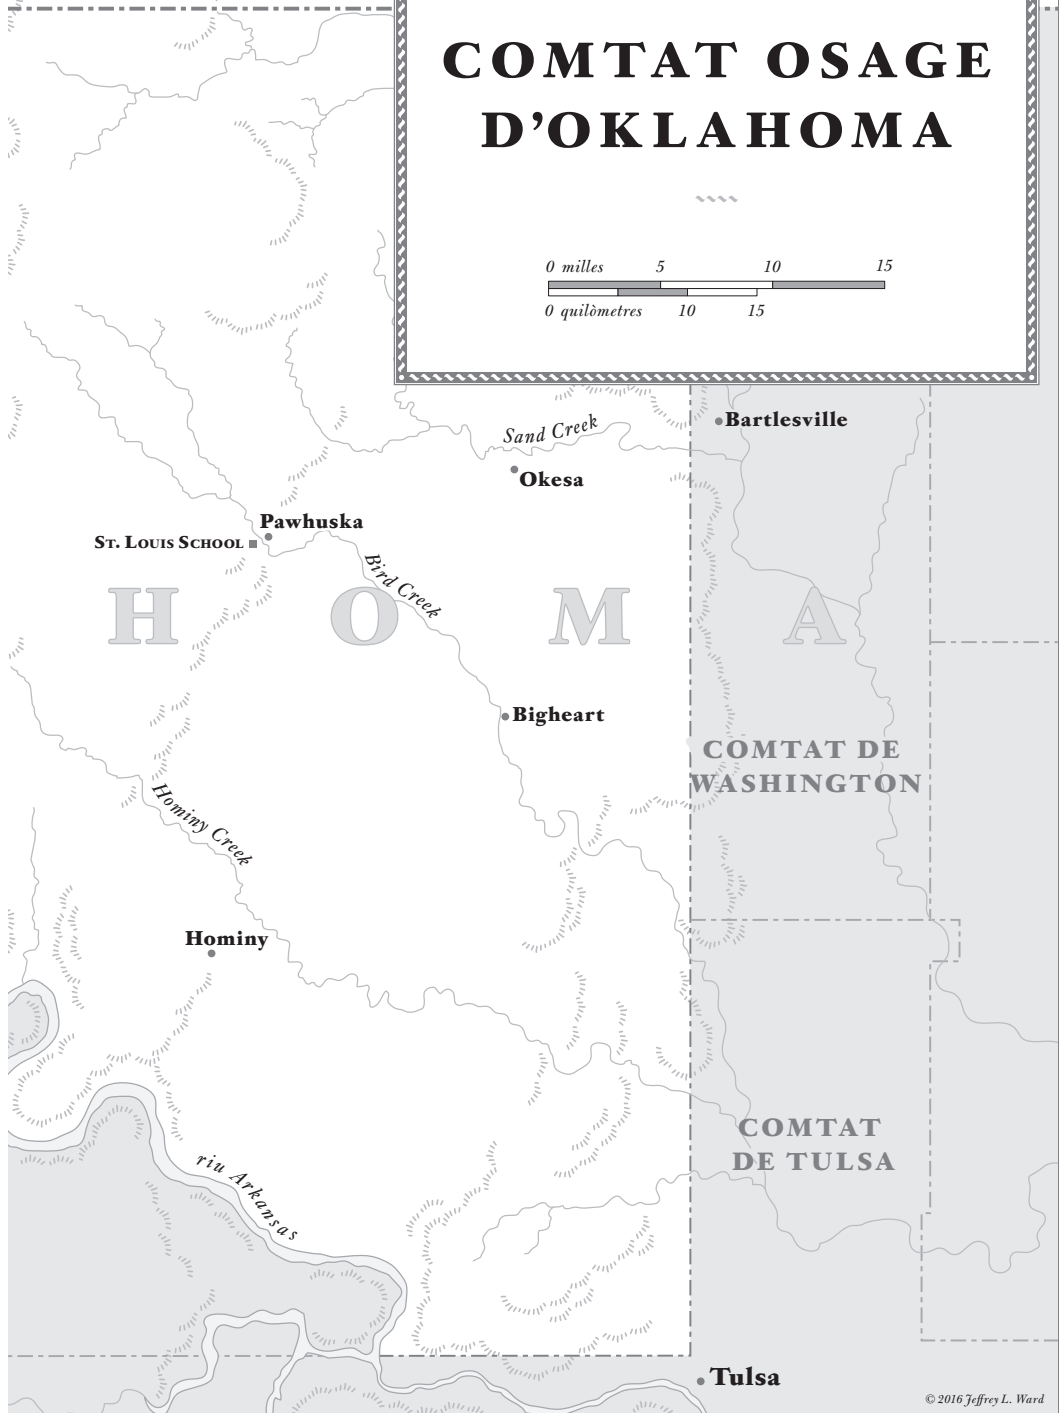 COMTAT OSAGE
D’OKLAHOMA
0 milles 5 10 15
0 quilòmetres 10 15
Bartlesville
Sand Creek
Okesa
Pawhuska
ST. LOUIS SCHOOL
Bird Creek
H O M A
Bigheart
COMTAT DE
WASHINGTON
Hominy Creek
Hominy
COMTAT
DE TULSA
riu Arkansas
Tulsa
© 2016 Jeffrey L. Ward